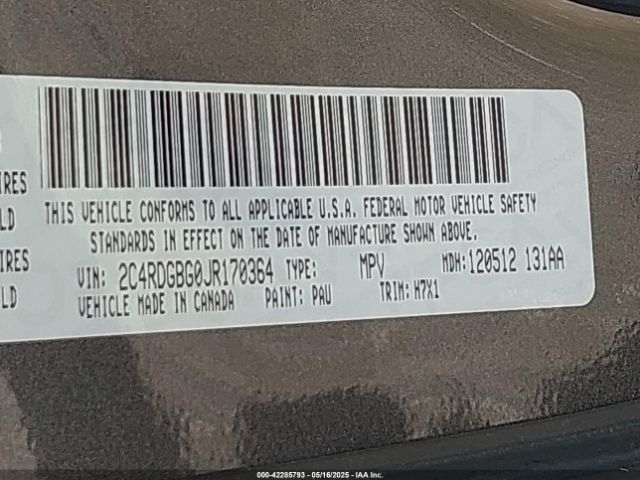 IRES
LD
IRES
LD
THIS VEHICLE CONFORMS TO ALL APPLICABLE U.S.A. FEDERAL MOTOR VEHICLE SAFETY
STANDARDS IN EFFECT ON THE DATE OF MANUFACTURE SHOWN ABOVE.
VIN: 2C4RDGBG0JR170364 TYPE: MPV MDH: 120512 131AA
VEHICLE MADE IN CANADA PAINT: PAU TRIM: H7X1
000-42285793 - 05/16/2025 - IAA Inc.